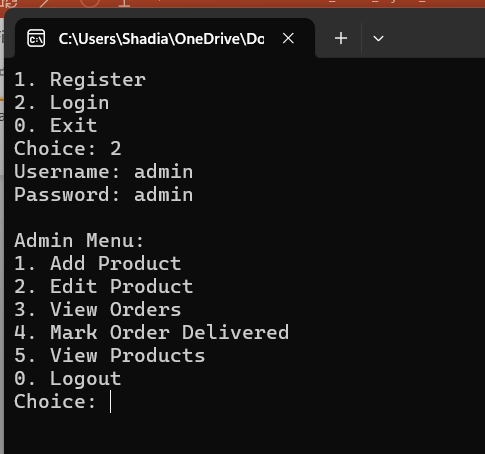 C:\Users\Shadia\OneDrive\Do
1. Register
2. Login
0. Exit
Choice: 2
Username: admin
Password: admin
Admin Menu:
1. Add Product
2. Edit Product
3. View Orders
4. Mark Order Delivered
5. View Products
0. Logout
Choice: